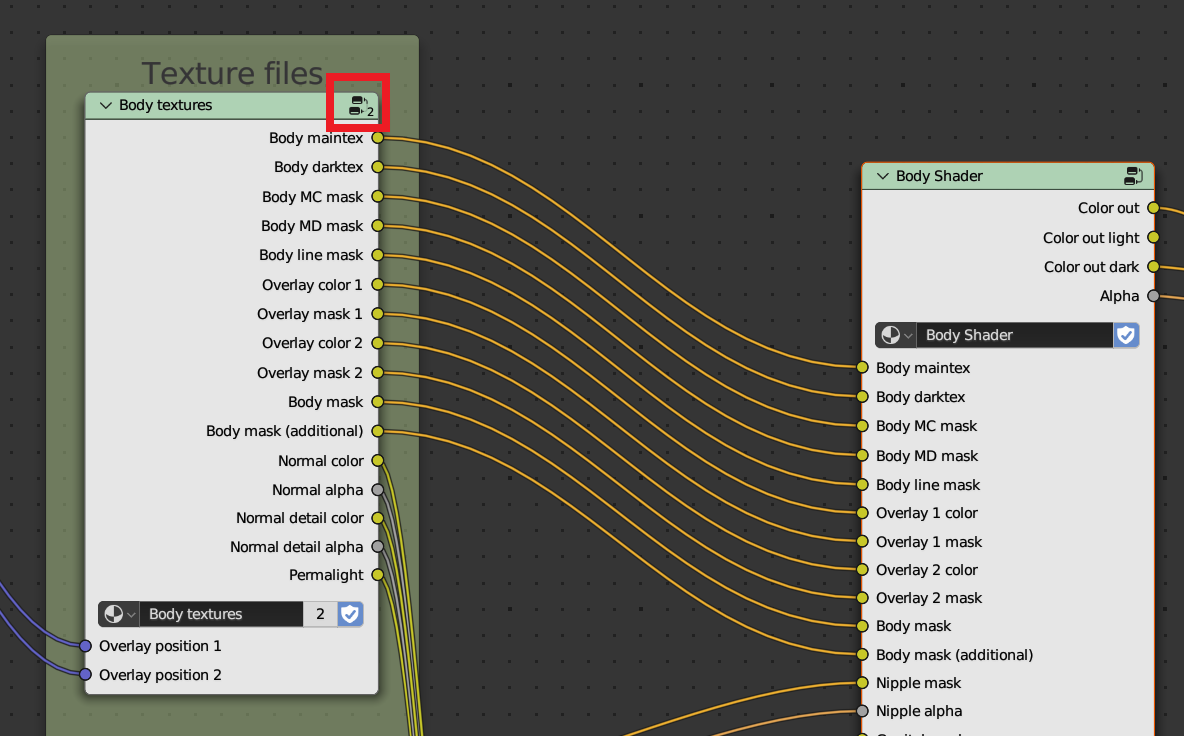 Texture files
Body textures
2
Body maintex
Body darktex
Body MC mask
Body MD mask
Body line mask
Overlay color 1
Overlay mask 1
Overlay color 2
Overlay mask 2
Body mask
Body mask (additional)
Normal color
Normal alpha
Normal detail color
Normal detail alpha
Permalight
Body textures 2
Overlay position 1
Overlay position 2
Body Shader
Color out
Color out light
Color out dark
Alpha
Body Shader
Body maintex
Body darktex
Body MC mask
Body MD mask
Body line mask
Overlay 1 color
Overlay 1 mask
Overlay 2 color
Overlay 2 mask
Body mask
Body mask (additional)
Nipple mask
Nipple alpha